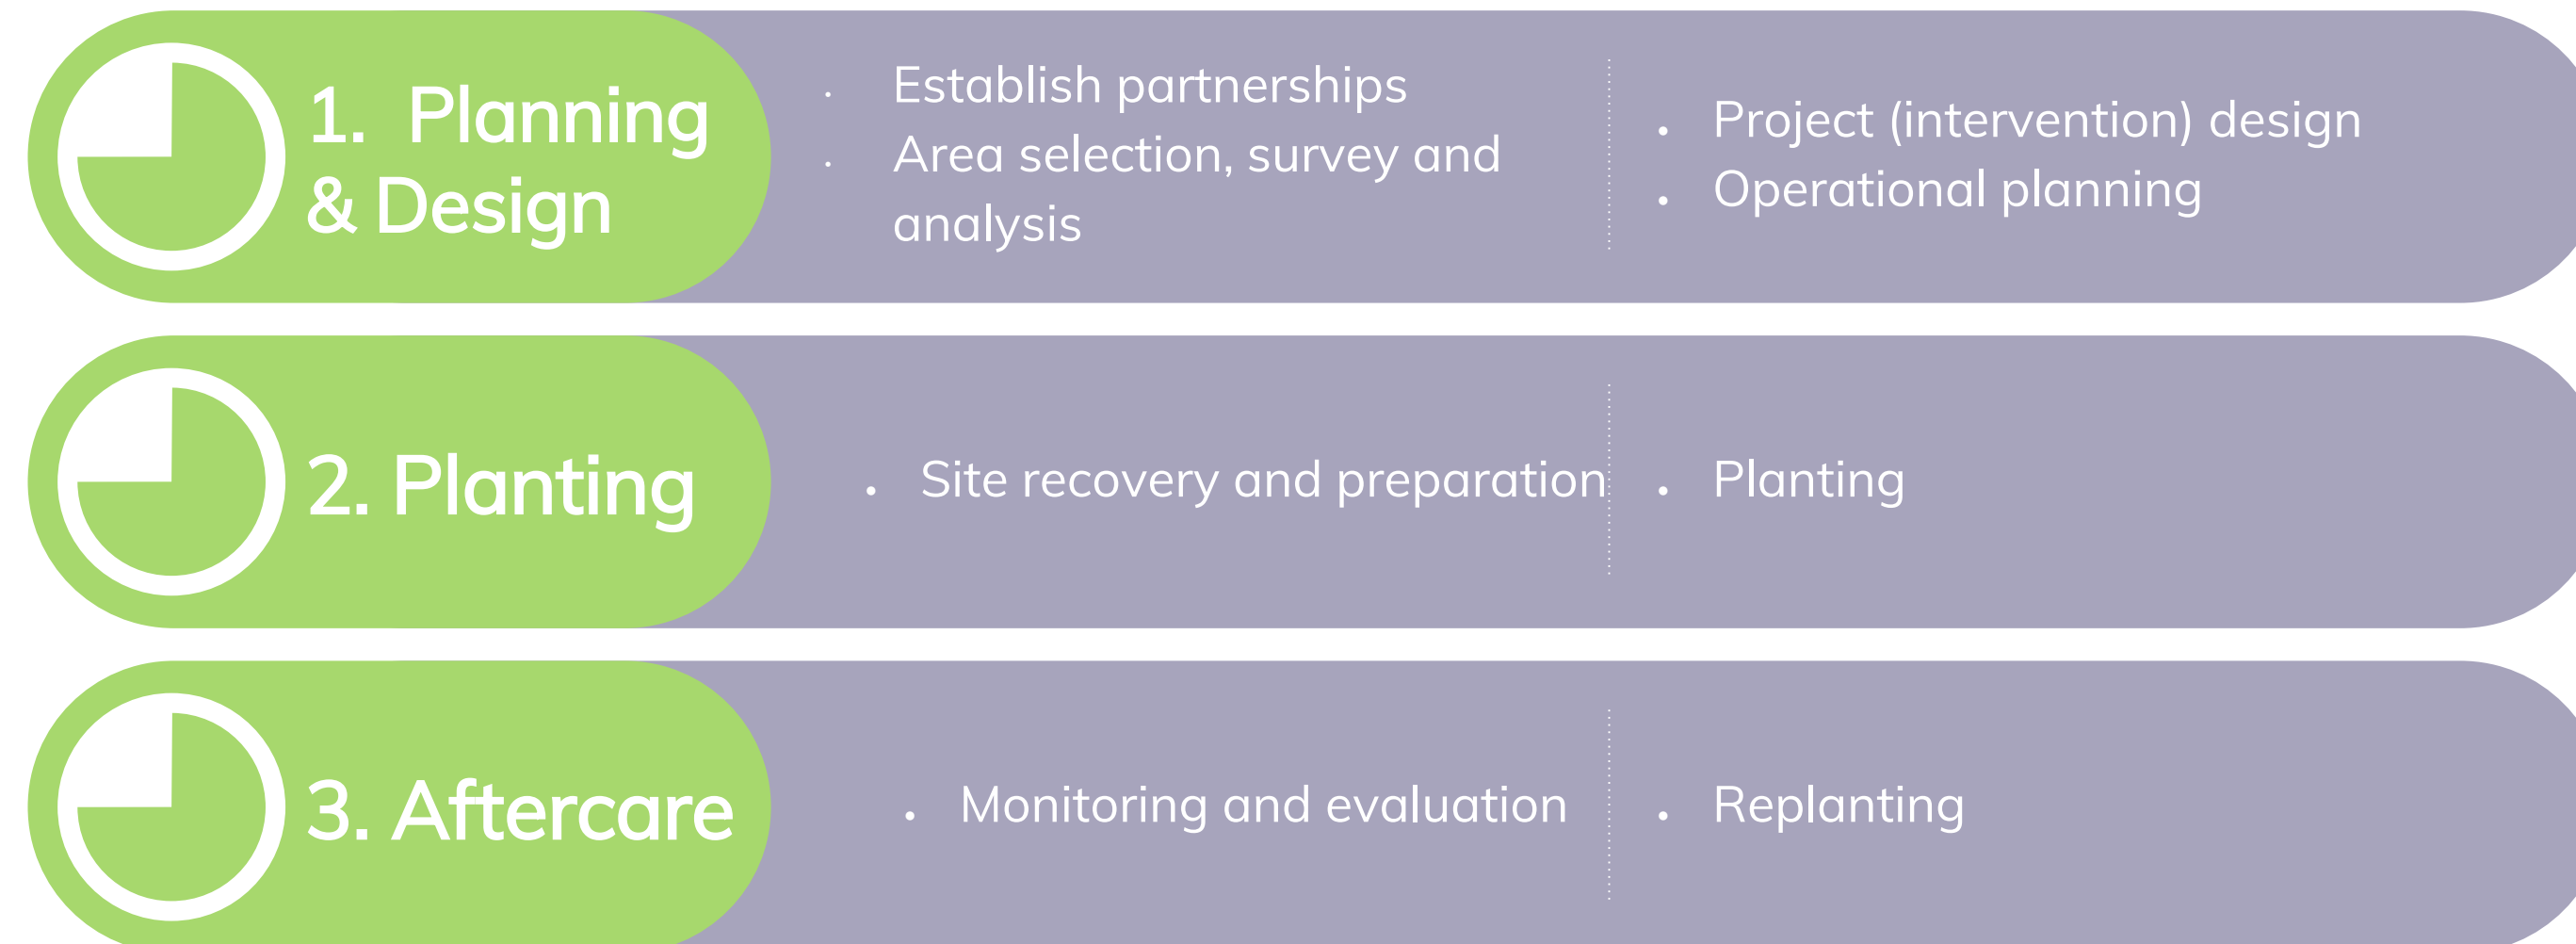 1. Planning
& Design
• Establish partnerships
• Area selection, survey and
analysis
• Project (intervention) design
• Operational planning
2. Planting
• Site recovery and preparation
• Planting
3. Aftercare
• Monitoring and evaluation
• Replanting